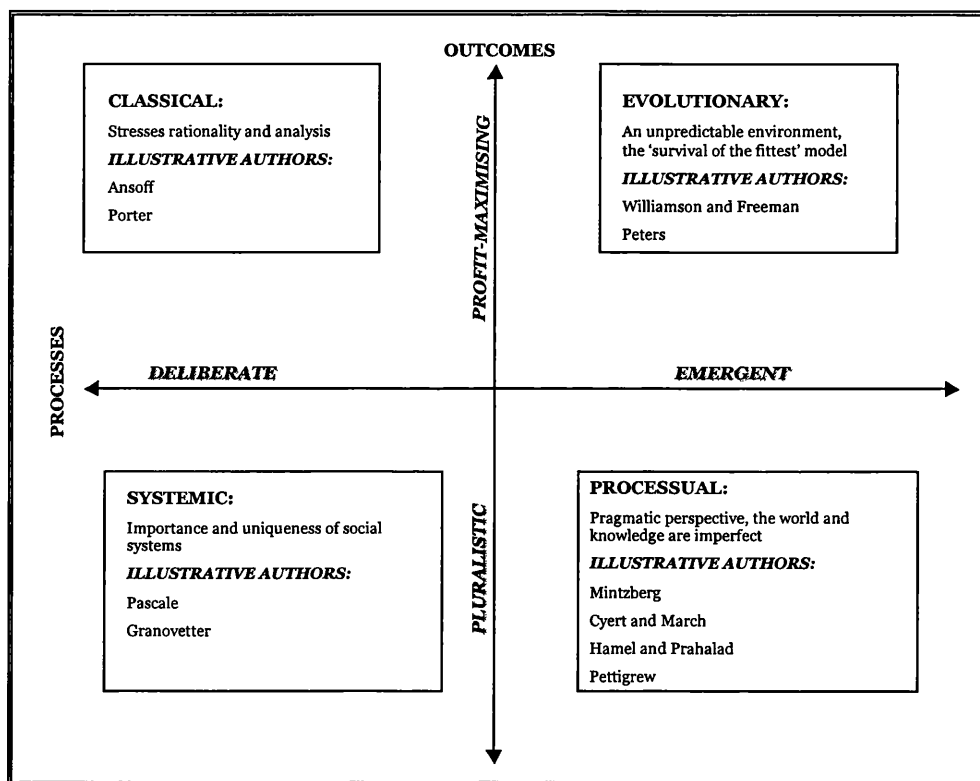 OUTCOMES
CLASSICAL:
Stresses rationality and analysis
ILLUSTRATIVE AUTHORS:
Ansoff
Porter
PROFIT-MAXIMISING
EVOLUTIONARY:
An unpredictable environment,
the 'survival of the fittest' model
ILLUSTRATIVE AUTHORS:
Williamson and Freeman
Peters
PROCESSES
DELIBERATE
EMERGENT
SYSTEMIC:
Importance and uniqueness of social
systems
ILLUSTRATIVE AUTHORS:
Pascale
Granovetter
PLURALISTIC
PROCESSUAL:
Pragmatic perspective, the world and
knowledge are imperfect
ILLUSTRATIVE AUTHORS:
Mintzberg
Cyert and March
Hamel and Prahalad
Pettigrew